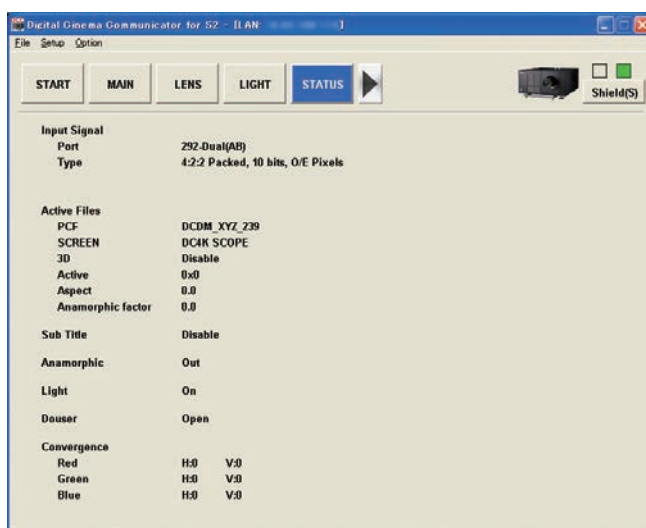 Digital Cinema Communicator for S2 - [LAN: ]
File Setup Option
START MAIN LENS LIGHT STATUS Shield(S)
Input Signal
Port 292-Dual(AB)
Type 4:2:2 Packed, 10 bits, O/E Pixels
Active Files
PCF DCDM_XYZ_239
SCREEN DC4K SCOPE
3D Disable
Active 0x0
Aspect 0.0
Anamorphic factor 0.0
Sub Title Disable
Anamorphic Out
Light On
Douser Open
Convergence
Red H:0 V:0
Green H:0 V:0
Blue H:0 V:0